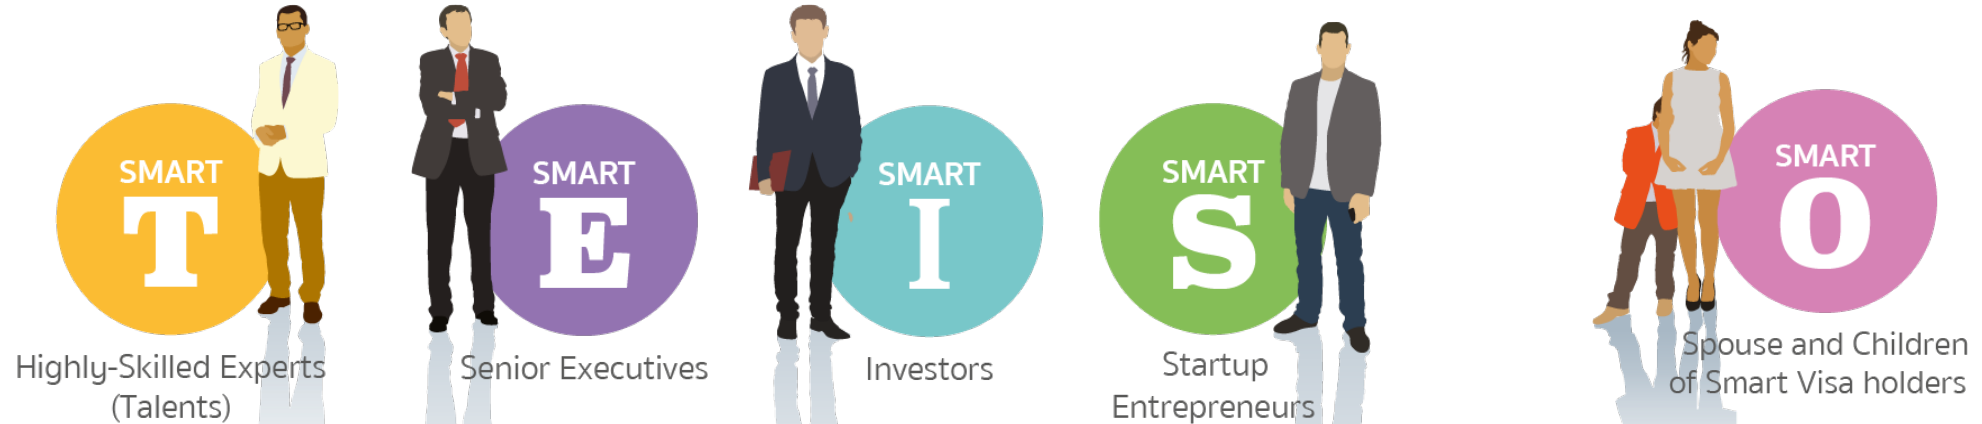 SMART
T
Highly-Skilled Experts
(Talents)
SMART
E
Senior Executives
SMART
I
Investors
SMART
S
Startup
Entrepreneurs
SMART
O
Spouse and Children
of Smart Visa holders